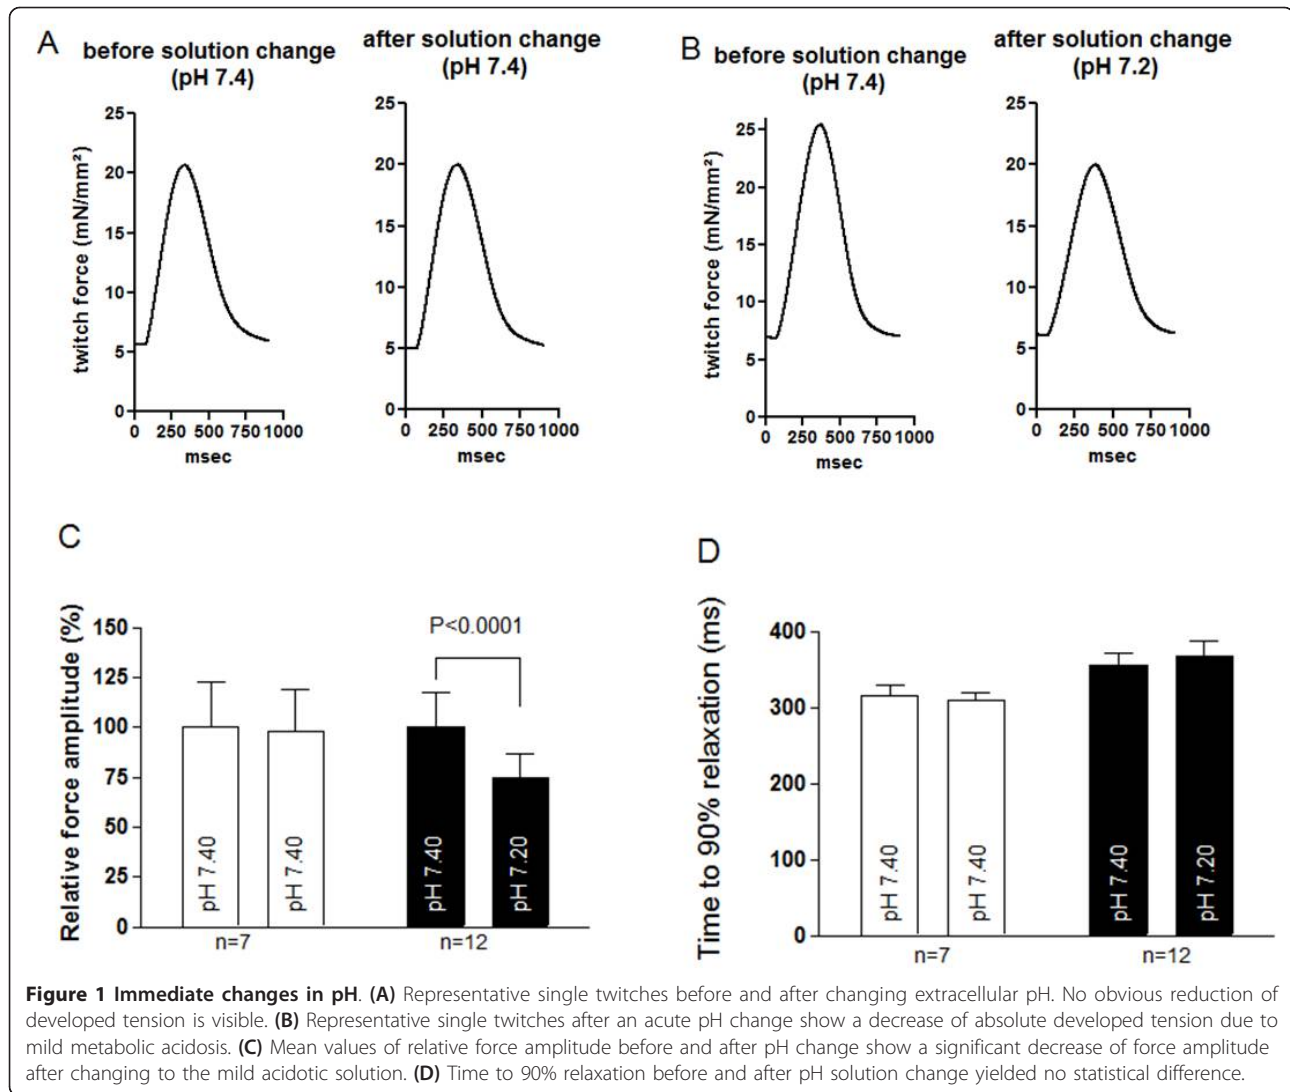 A
before solution change
(pH 7.4)
after solution change
(pH 7.4)
twitch force (mN/mm²)
25
20
15
10
5
0
0 250 500 750 1000
msec
25
20
15
10
5
0
0 250 500 750 1000
msec
B
before solution change
(pH 7.4)
after solution change
(pH 7.2)
twitch force (mN/mm²)
25
20
15
10
5
0
0 250 500 750 1000
msec
25
20
15
10
5
0
0 250 500 750 1000
msec
C
Relative force amplitude (%)
150
125
100
75
50
25
0
P<0.0001
pH 7.40
pH 7.40
pH 7.40
pH 7.20
n=7
n=12
D
Time to 90% relaxation (ms)
400
300
200
100
0
pH 7.40
pH 7.40
pH 7.40
pH 7.20
n=7
n=12
Figure 1 Immediate changes in pH. (A) Representative single twitches before and after changing extracellular pH. No obvious reduction of
developed tension is visible. (B) Representative single twitches after an acute pH change show a decrease of absolute developed tension due to
mild metabolic acidosis. (C) Mean values of relative force amplitude before and after pH change show a significant decrease of force amplitude
after changing to the mild acidotic solution. (D) Time to 90% relaxation before and after pH solution change yielded no statistical difference.